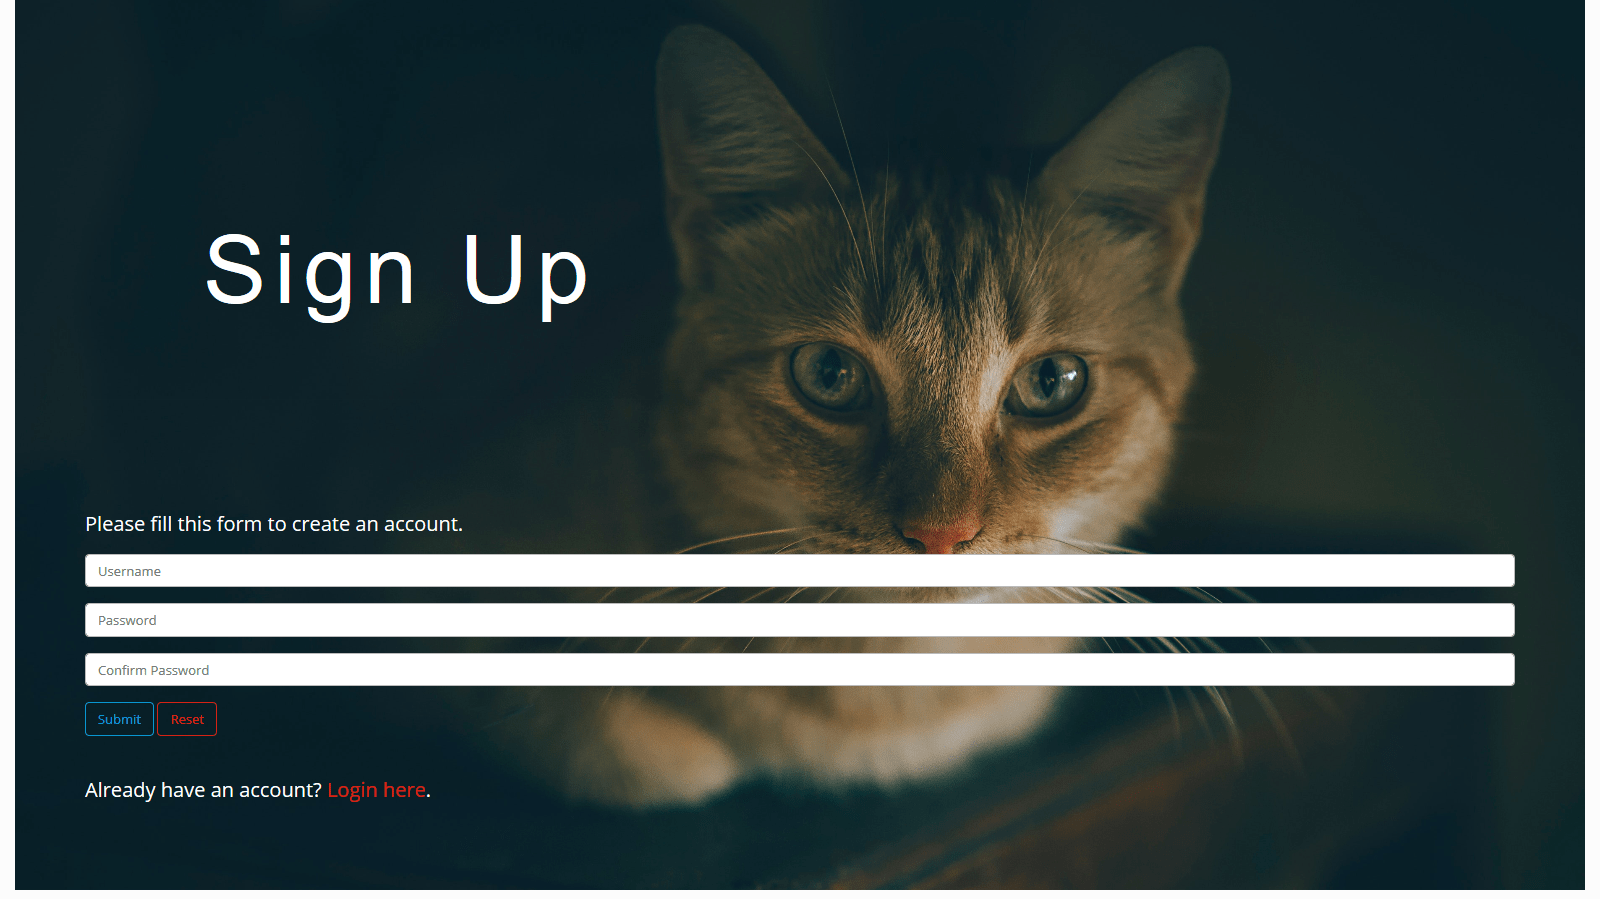 Sign Up
Please fill this form to create an account.
Username
Password
Confirm Password
Submit Reset
Already have an account? Login here.